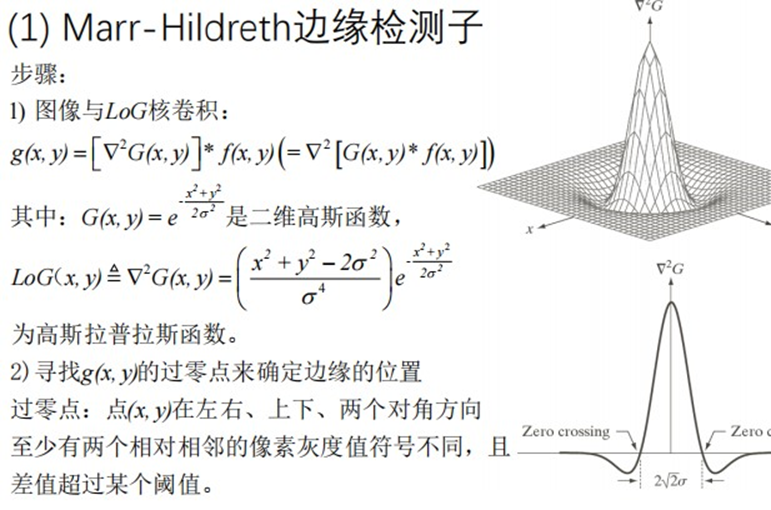 (1) Marr-Hildreth边缘检测子
步骤：
1) 图像与LoG核卷积：
g(x, y) = [∇²G(x, y)] * f(x, y) (= ∇² [G(x, y) * f(x, y)])
其中：G(x, y) = e^{-\frac{x²+y²}{2σ²}} 是二维高斯函数，
LoG(x, y) ≜ ∇²G(x, y) = (\frac{x² + y² − 2σ²}{σ⁴}) e^{-\frac{x²+y²}{2σ²}}
为高斯拉普拉斯函数。
2) 寻找g(x, y)的过零点来确定边缘的位置
过零点：点(x, y)在左右、上下、两个对角方向
至少有两个相对相邻的像素灰度值符号不同，且
差值超过某个阈值。
∇²G
x
∇²G
Zero crossing
Zero
2√2σ